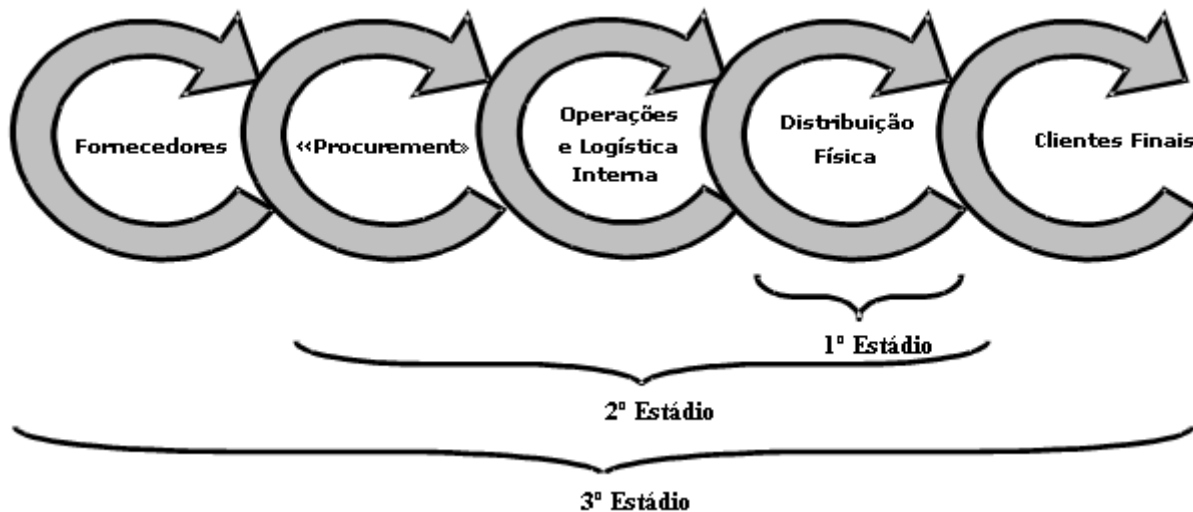 Fornecedores
‹‹Procurement››
Operações
e Logística
Interna
Distribuição
Física
Clientes Finais
1º Estádio
2º Estádio
3º Estádio